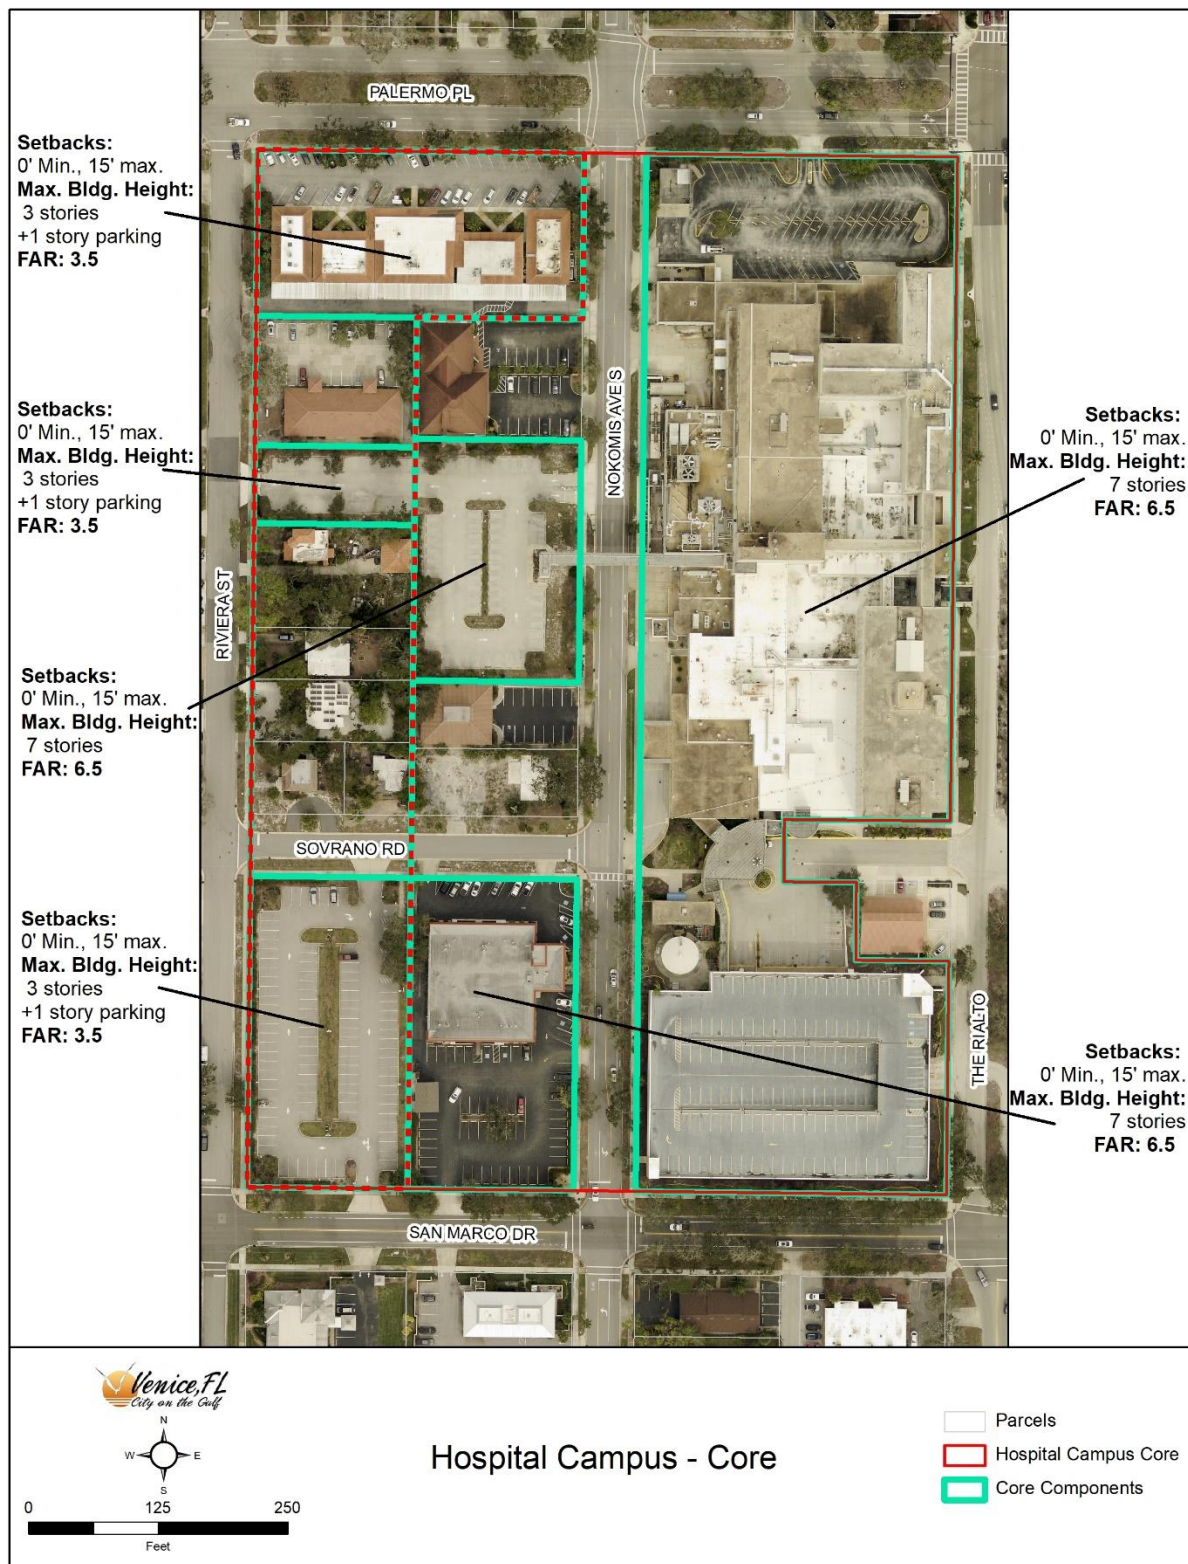 PALERMO PL
Setbacks:
0' Min., 15' max.
Max. Bldg. Height:
3 stories
+1 story parking
FAR: 3.5
Setbacks:
0' Min., 15' max.
Max. Bldg. Height:
3 stories
+1 story parking
FAR: 3.5
NOKOMIS AVE S
Setbacks:
0' Min., 15' max.
Max. Bldg. Height:
7 stories
FAR: 6.5
RIVIERA ST
Setbacks:
0' Min., 15' max.
Max. Bldg. Height:
7 stories
FAR: 6.5
SOVRANO RD
Setbacks:
0' Min., 15' max.
Max. Bldg. Height:
3 stories
+1 story parking
FAR: 3.5
THE RIALTO
Setbacks:
0' Min., 15' max.
Max. Bldg. Height:
7 stories
FAR: 6.5
SAN MARCO DR
Venice, FL
City on the Gulf
N
W
E
S
0 125 250
Feet
Hospital Campus - Core
Parcels
Hospital Campus Core
Core Components